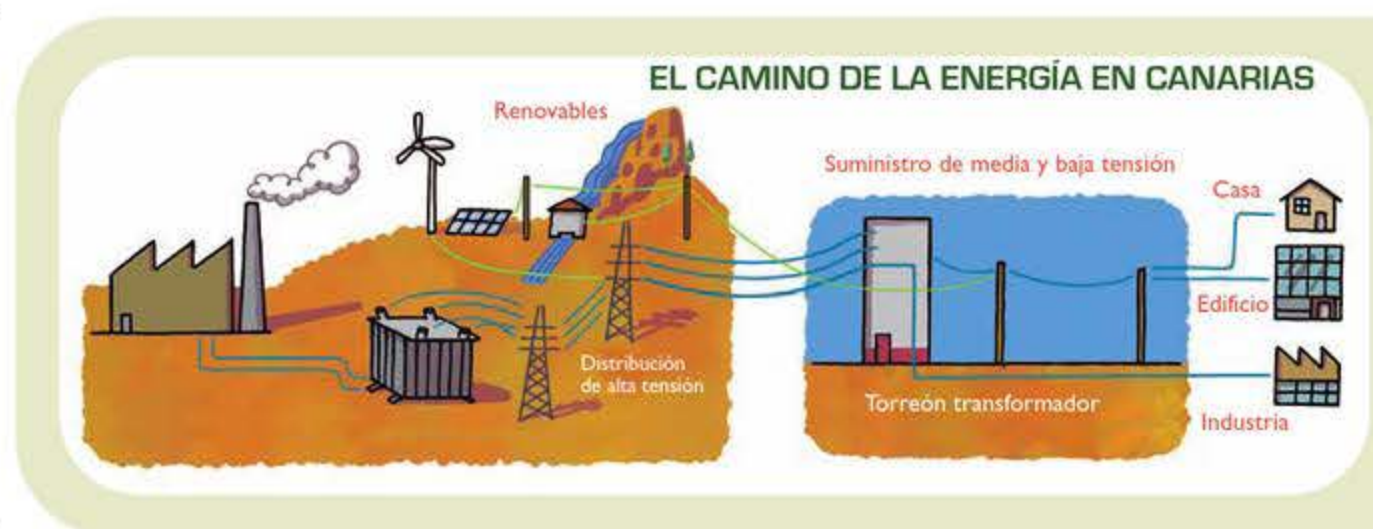 EL CAMINO DE LA ENERGÍA EN CANARIAS
Renovables
Suministro de media y baja tensión
Casa
Edificio
Distribución
de alta tensión
Torreón transformador
Industria